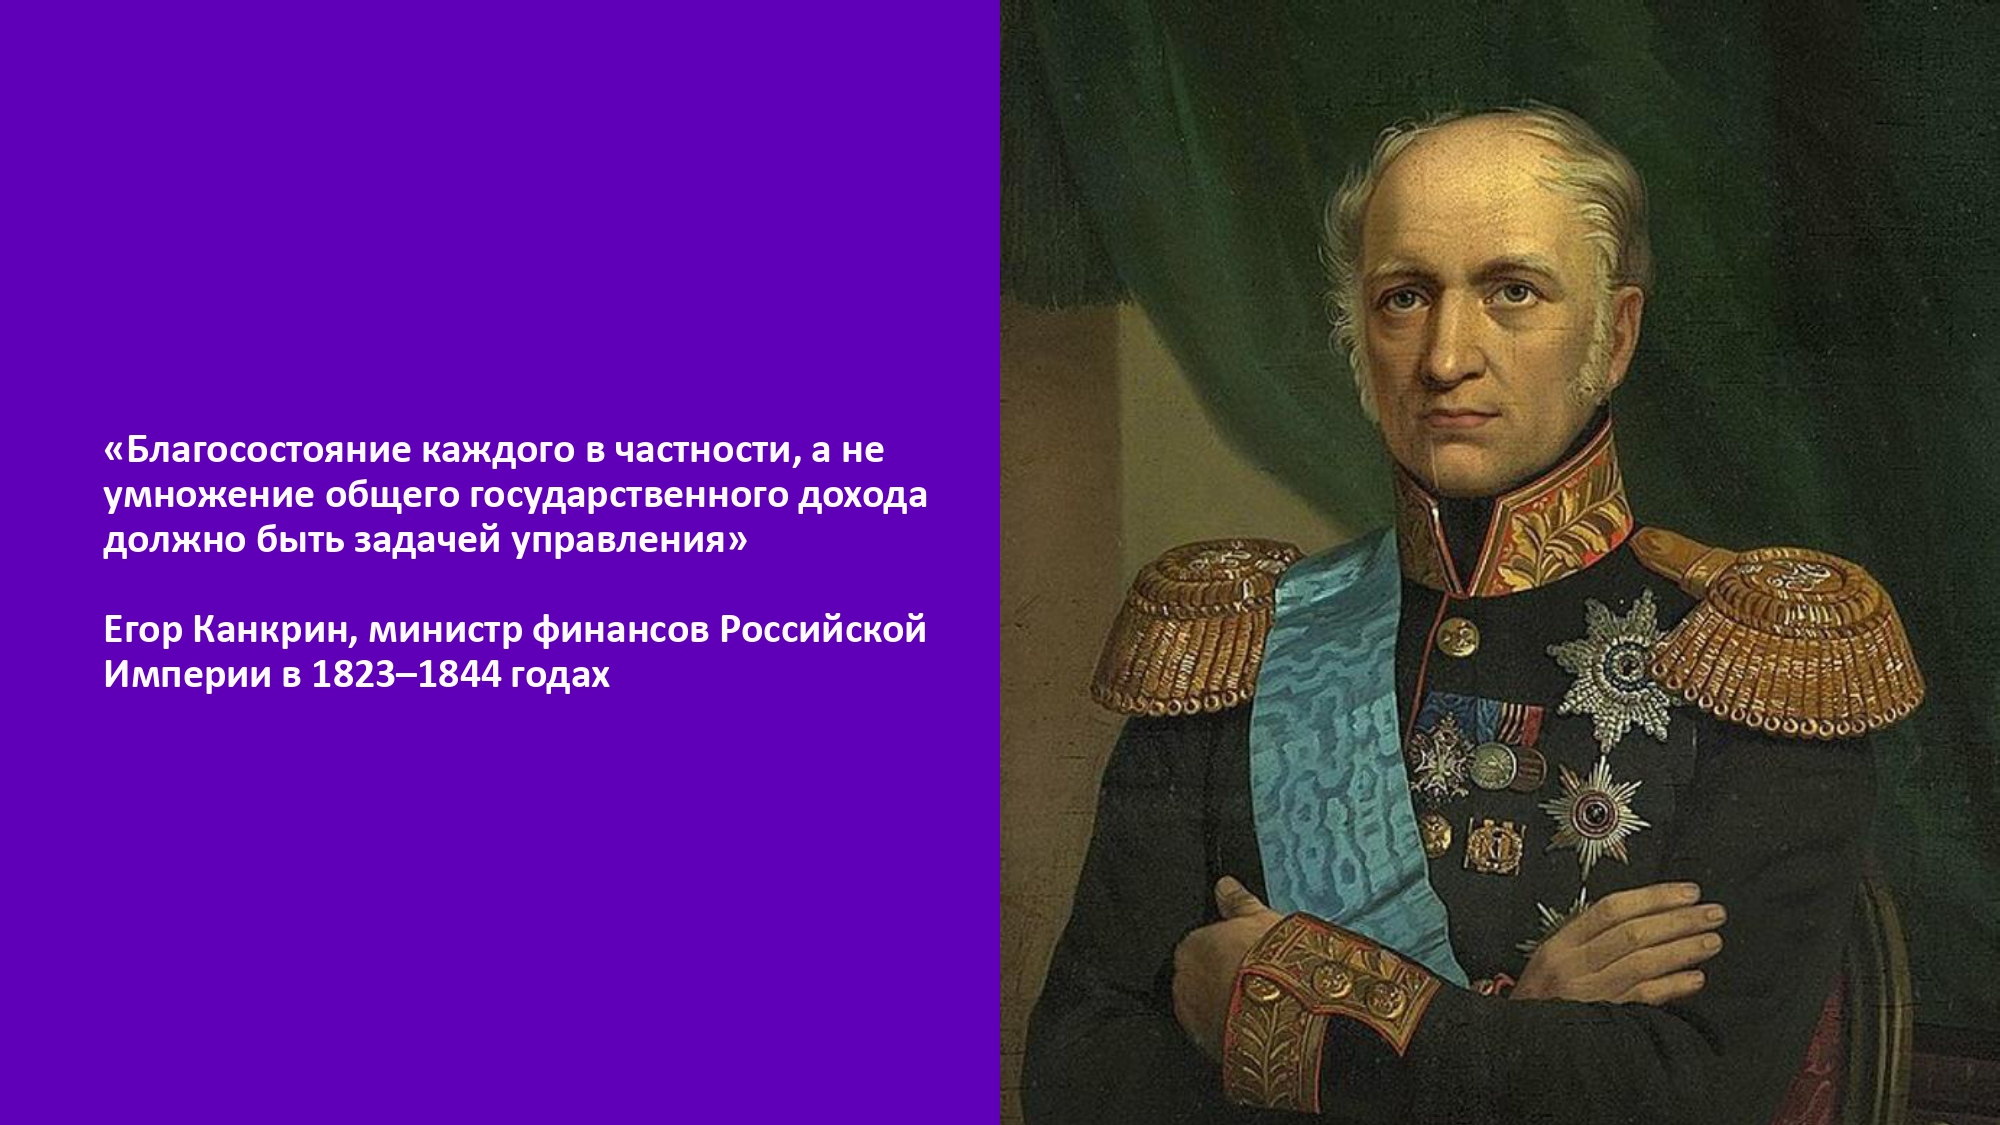 «Благосостояние каждого в частности, а не
умножение общего государственного дохода
должно быть задачей управления»
Егор Канкрин, министр финансов Российской
Империи в 1823–1844 годах